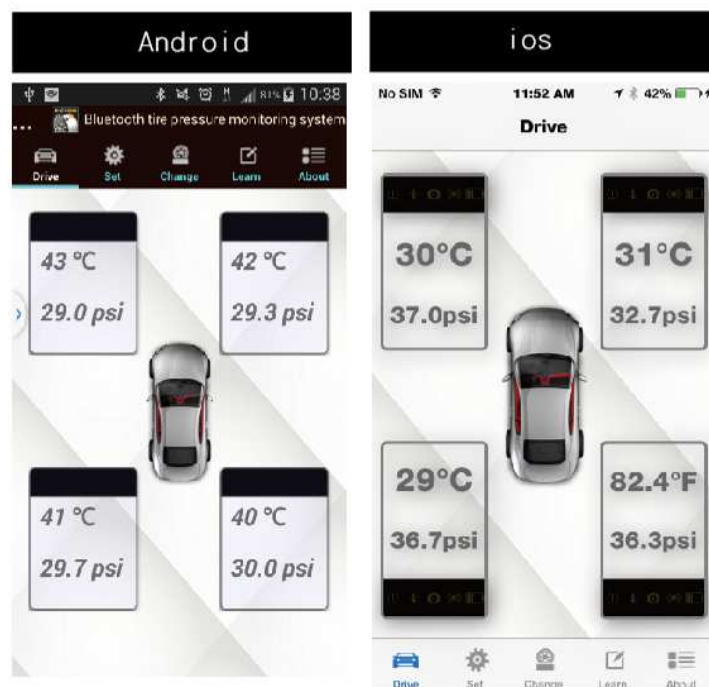 Android
81% 10:38
Bluetooth tire pressure monitoring system
Drive Set Change Learn About
43 °C
29.0 psi
42 °C
29.3 psi
41 °C
29.7 psi
40 °C
30.0 psi
ios
No SIM 11:52 AM 42%
Drive
30°C
37.0psi
31°C
32.7psi
29°C
36.7psi
82.4°F
36.3psi
Drive Set Change Learn About